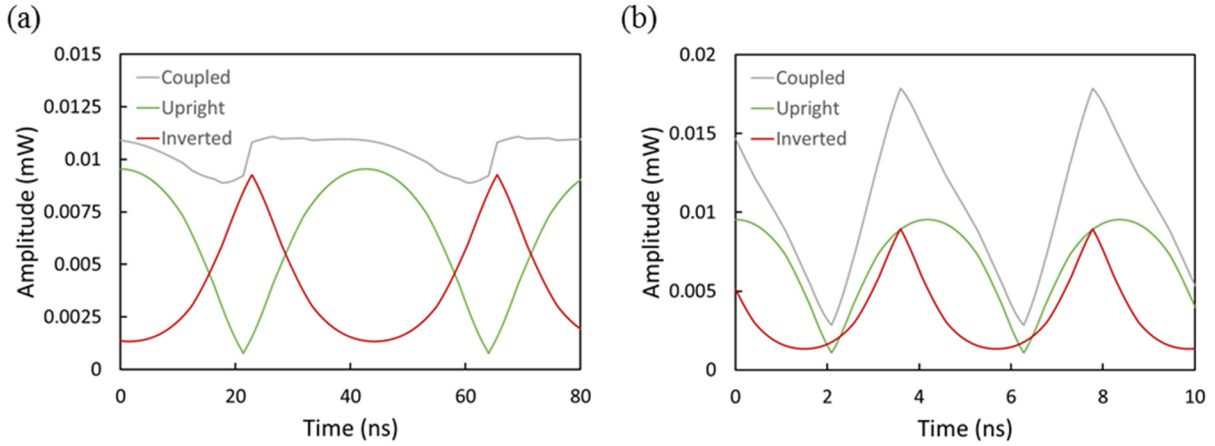 (a)
0.015
0.0125
0.01
0.0075
0.005
0.0025
0
Amplitude (mW)
Coupled
Upright
Inverted
0 20 40 60 80
Time (ns)
(b)
0.02
0.015
0.01
0.005
0
Amplitude (mW)
Coupled
Upright
Inverted
0 2 4 6 8 10
Time (ns)